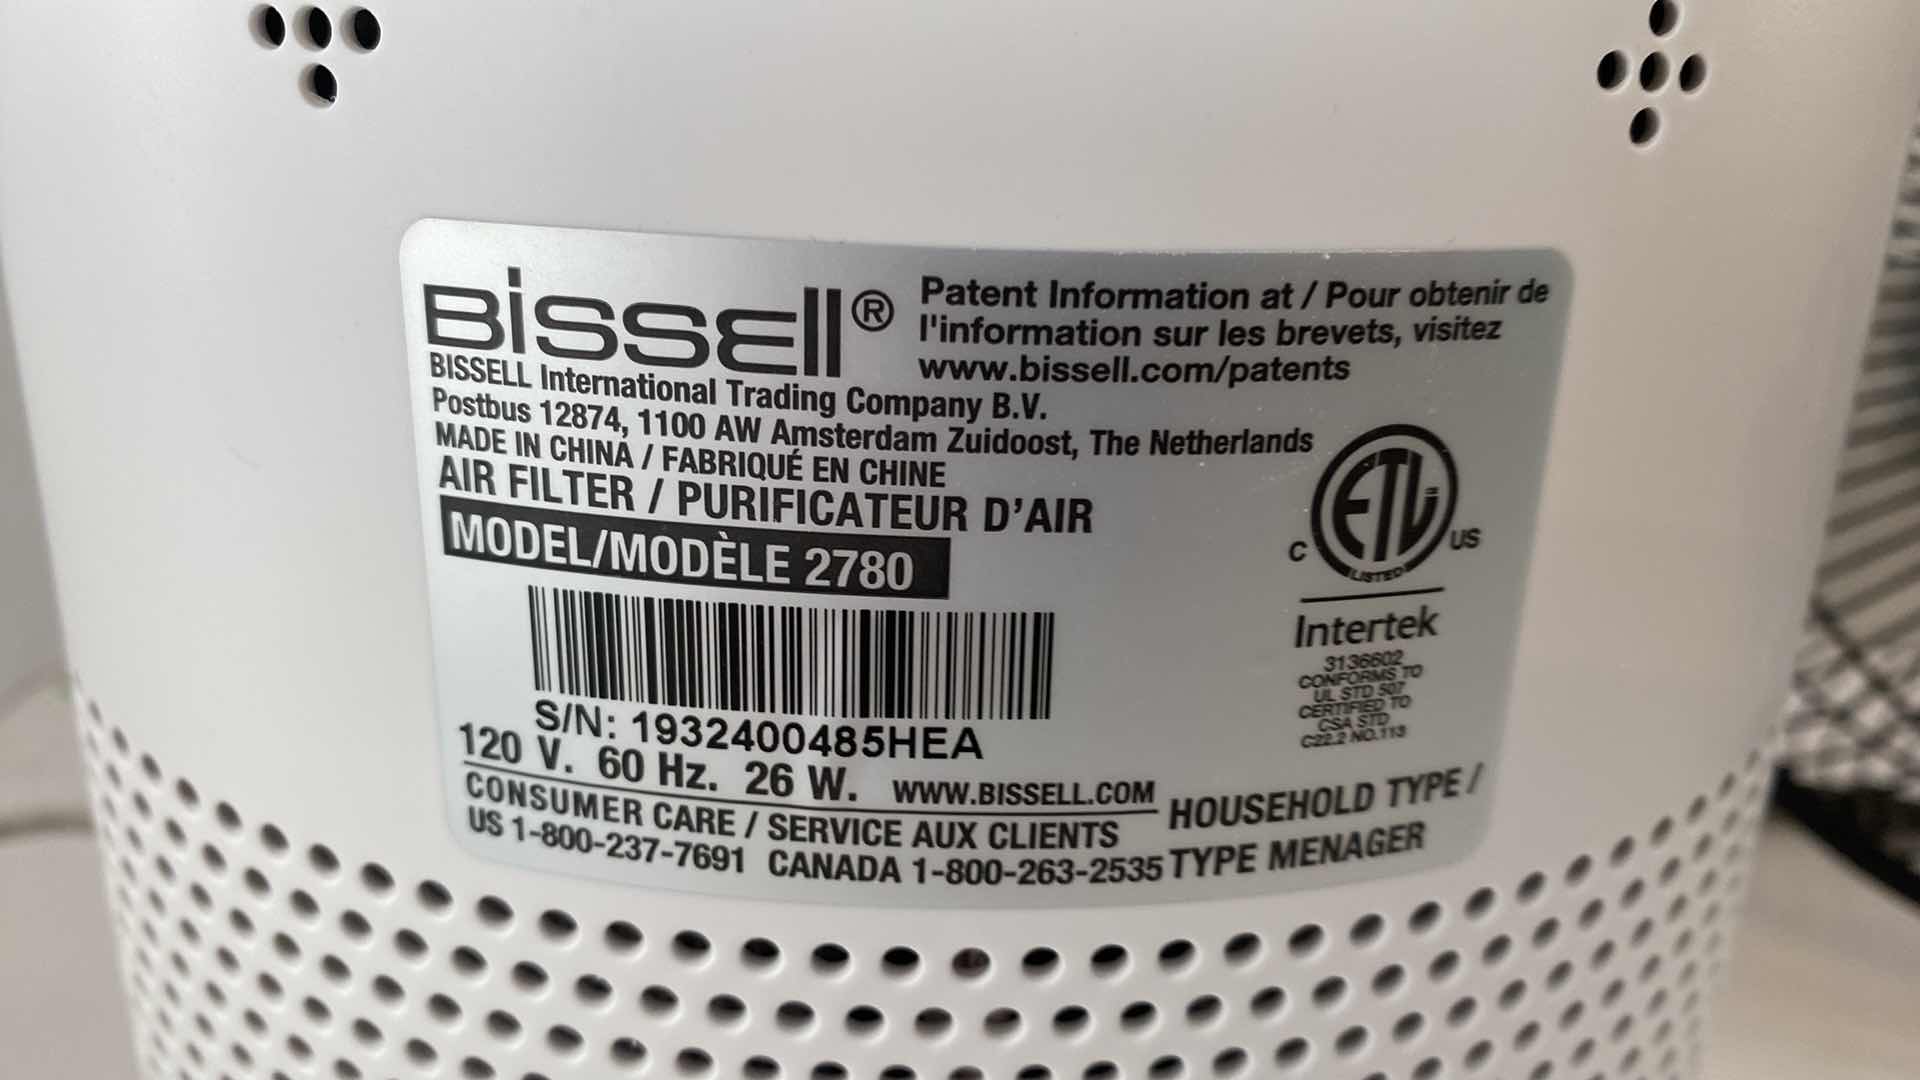 BISSELL®
Patent Information at / Pour obtenir de
l'information sur les brevets, visitez
www.bissell.com/patents
BISSELL International Trading Company B.V.
Postbus 12874, 1100 AW Amsterdam Zuidoost, The Netherlands
MADE IN CHINA / FABRIQUÉ EN CHINE
AIR FILTER / PURIFICATEUR D'AIR
MODEL/MODÈLE 2780
S/N: 1932400485HEA
120 V. 60 Hz. 26 W. WWW.BISSELL.COM
CONSUMER CARE / SERVICE AUX CLIENTS
US 1-800-237-7691 CANADA 1-800-263-2535
HOUSEHOLD TYPE /
TYPE MENAGER
C ETL US
LISTED
Intertek
3136602
CONFORMS TO
UL STD 507
CERTIFIED TO
CSA STD
C22.2 NO.113